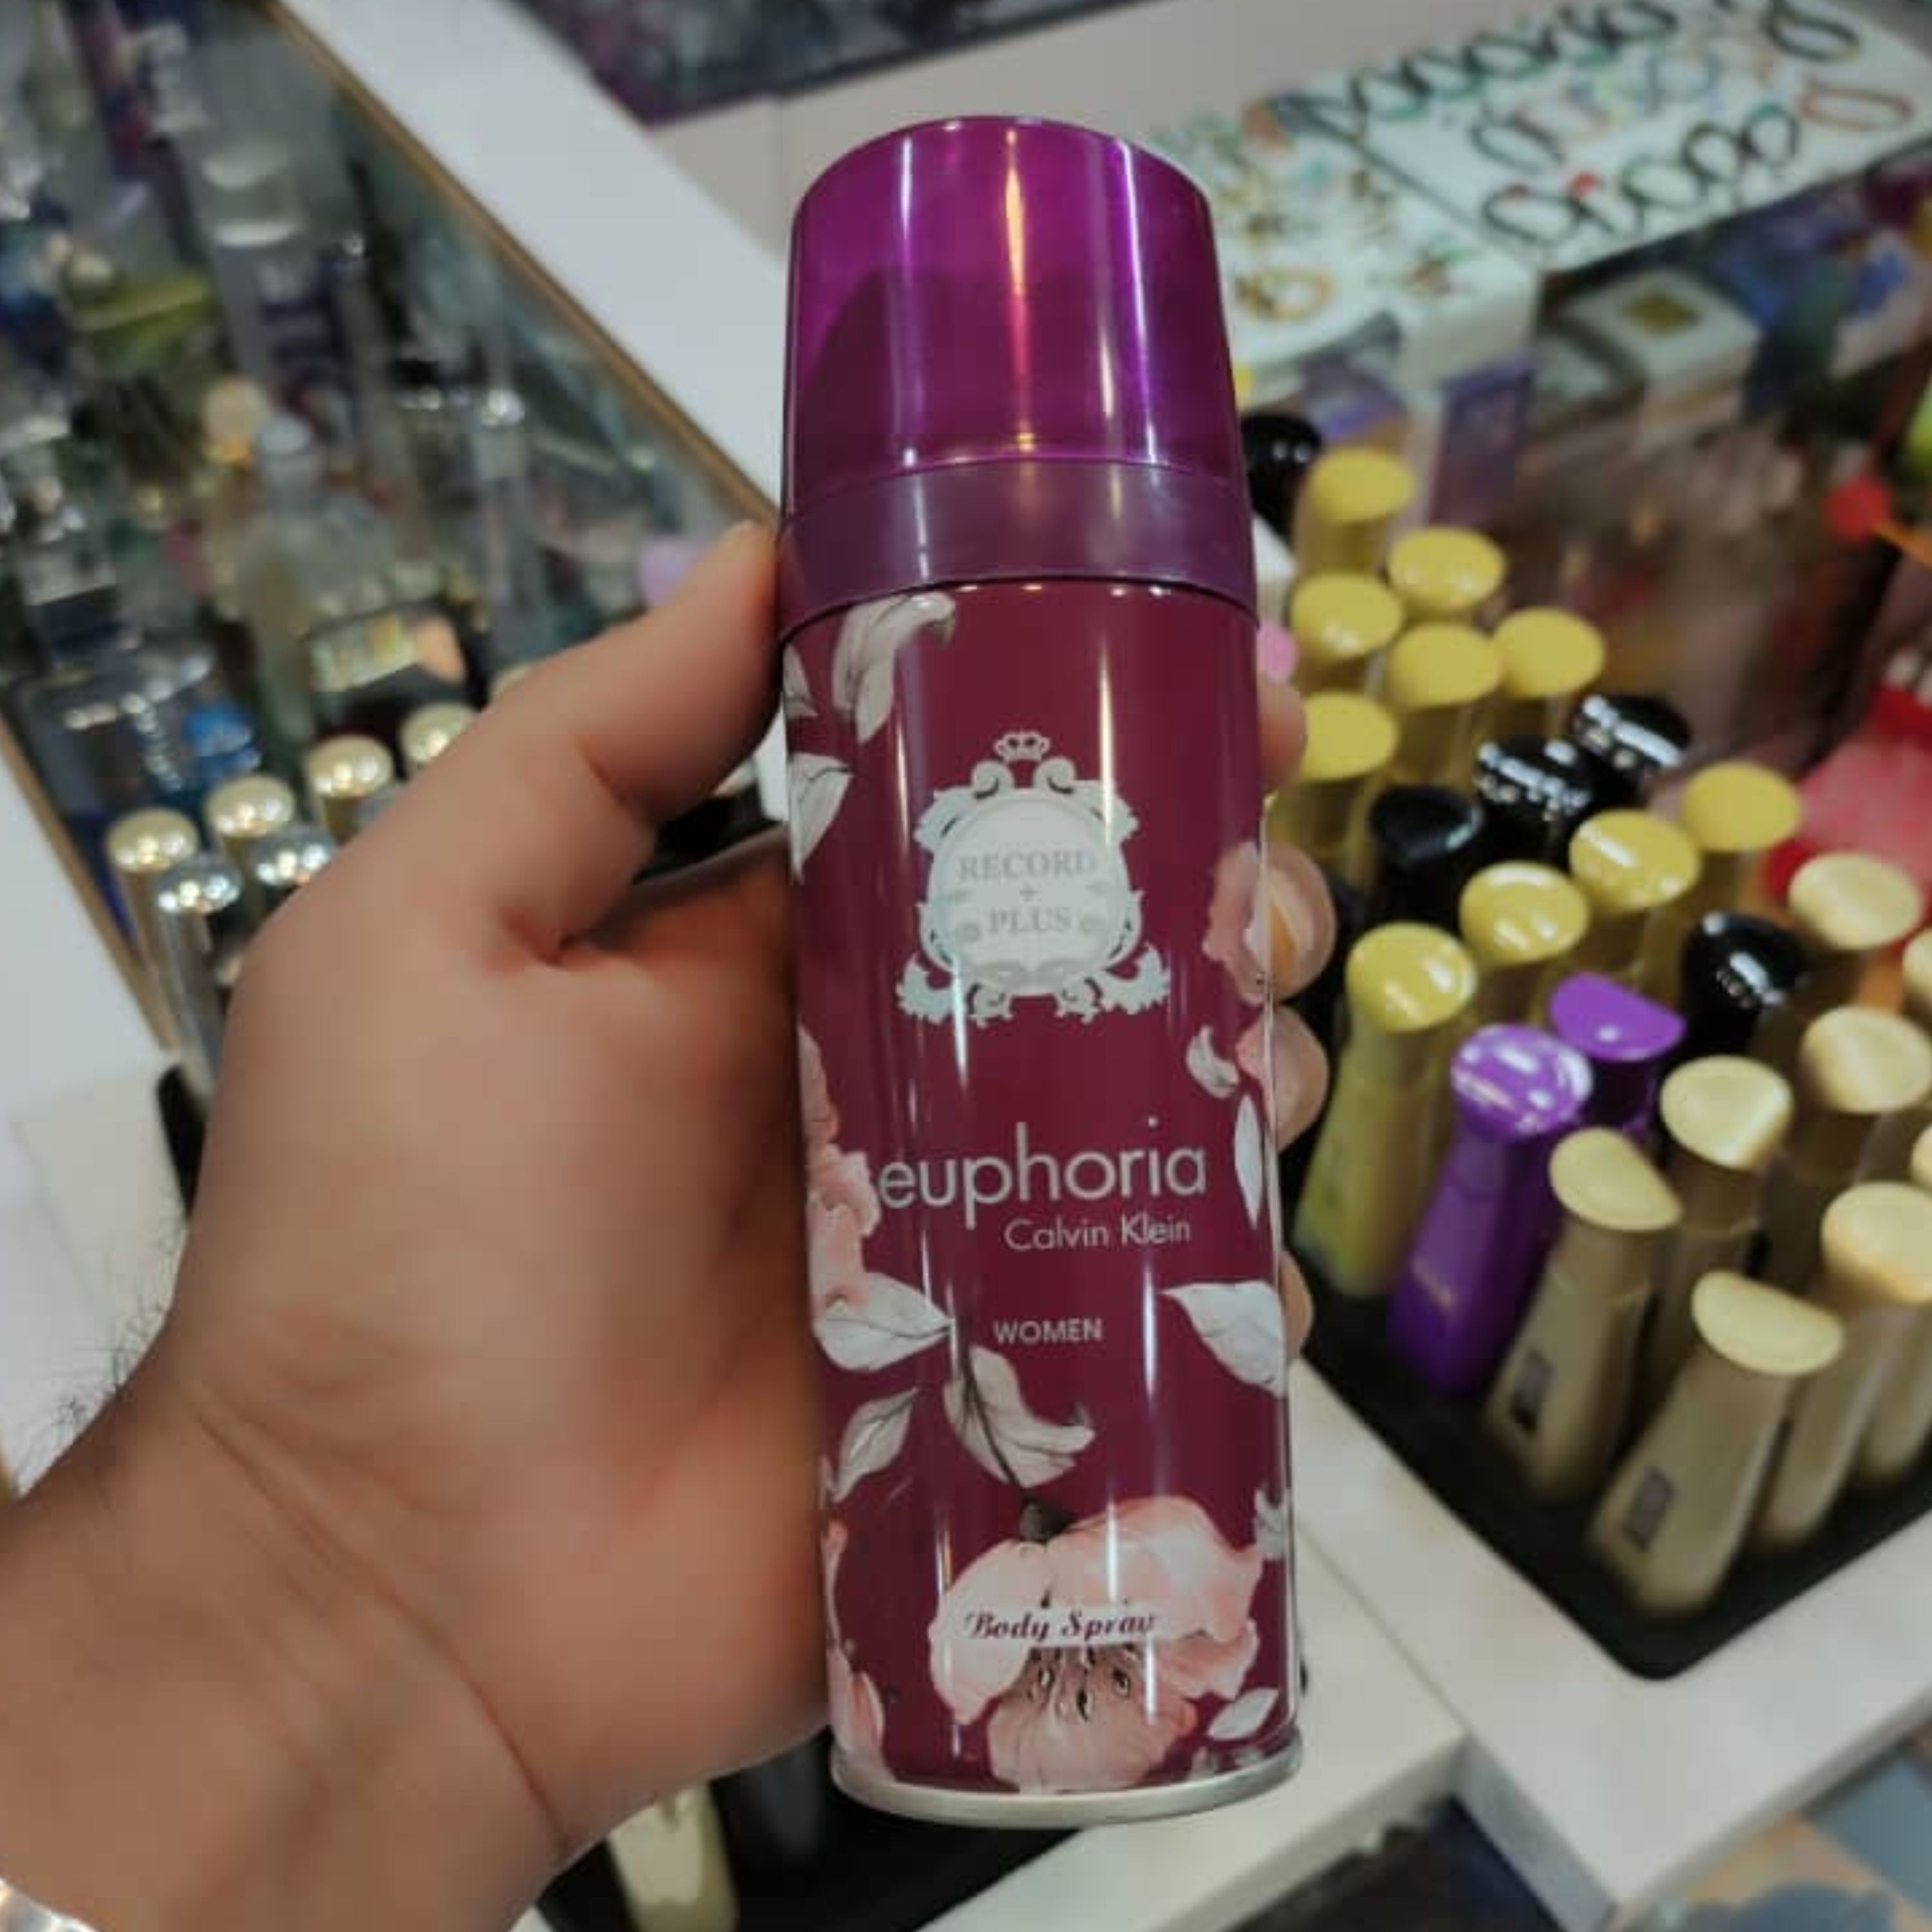 RECORD
+
PLUS
euphoria
Calvin Klein
WOMEN
Body Spray